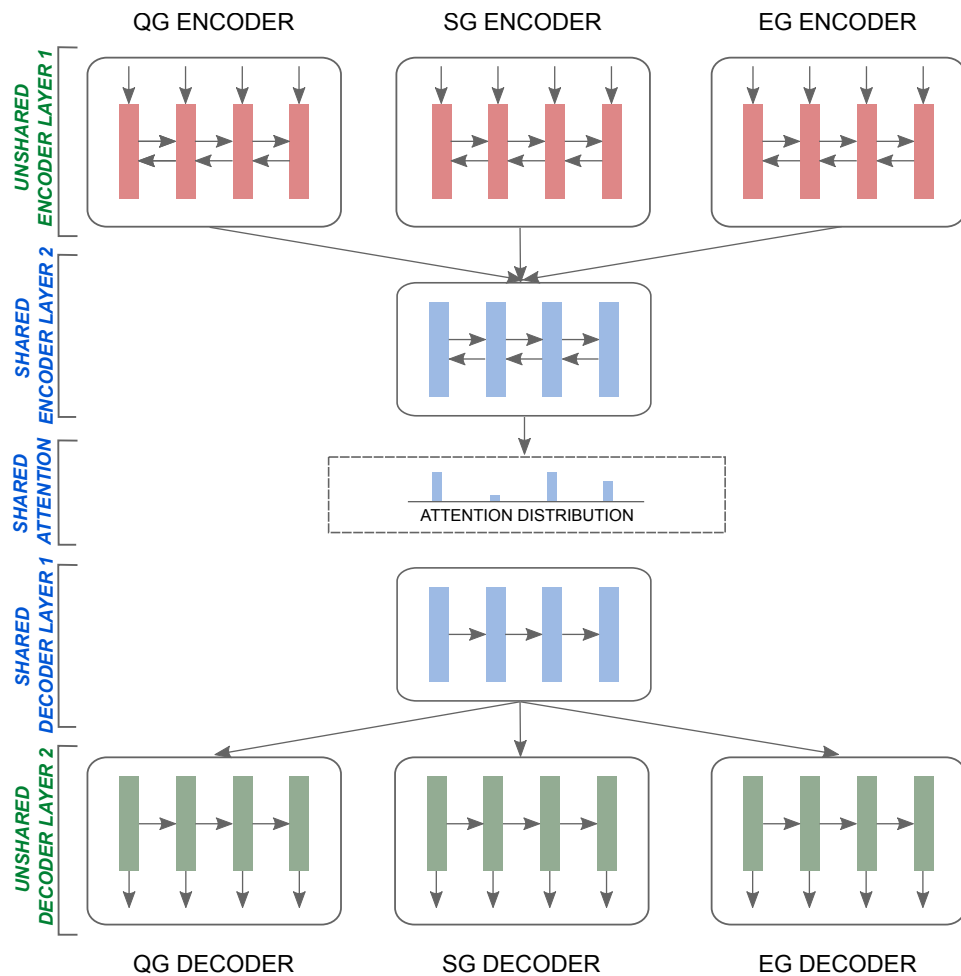 QG ENCODER
SG ENCODER
EG ENCODER
UNSHARED
ENCODER LAYER 1
SHARED
ENCODER LAYER 2
SHARED
ATTENTION
ATTENTION DISTRIBUTION
SHARED
DECODER LAYER 1
UNSHARED
DECODER LAYER 2
QG DECODER
SG DECODER
EG DECODER